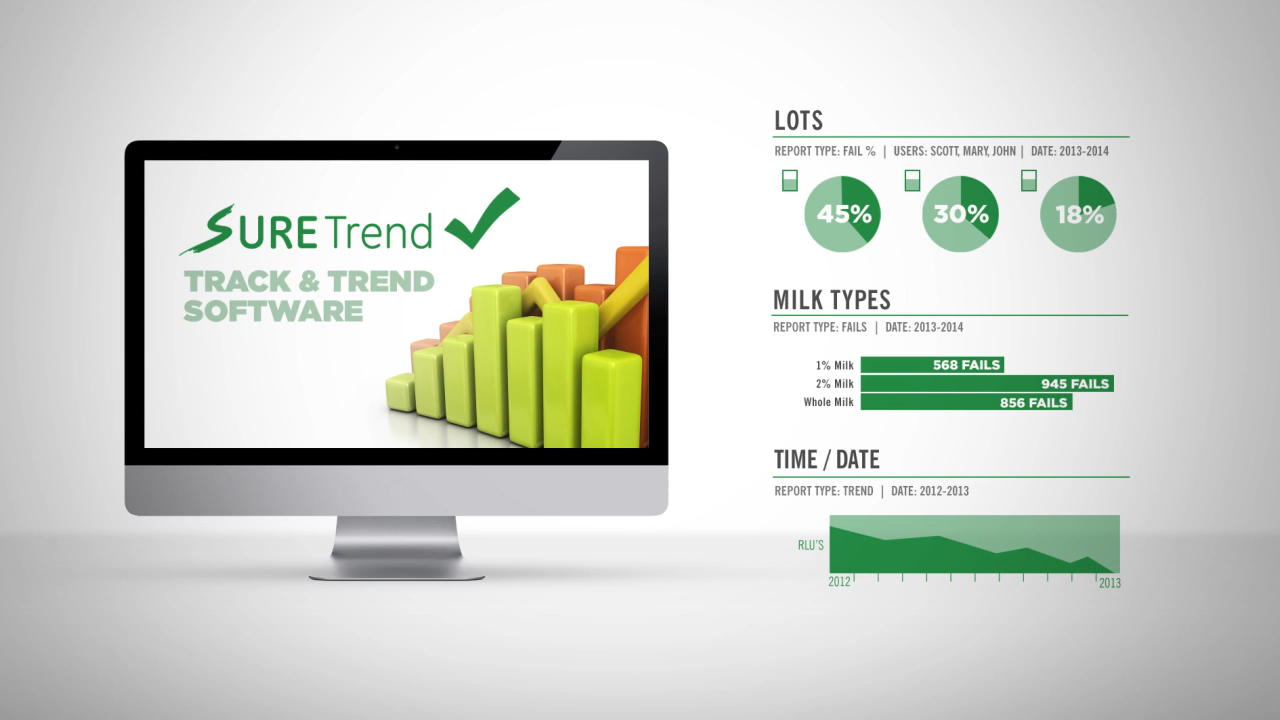 SURE Trend
TRACK & TREND
SOFTWARE
LOTS
REPORT TYPE: FAIL % | USERS: SCOTT, MARY, JOHN | DATE: 2013-2014
45% 30% 18%
MILK TYPES
REPORT TYPE: FAILS | DATE: 2013-2014
1% Milk 568 FAILS
2% Milk 945 FAILS
Whole Milk 856 FAILS
TIME / DATE
REPORT TYPE: TREND | DATE: 2012-2013
RLU'S
2012 2013